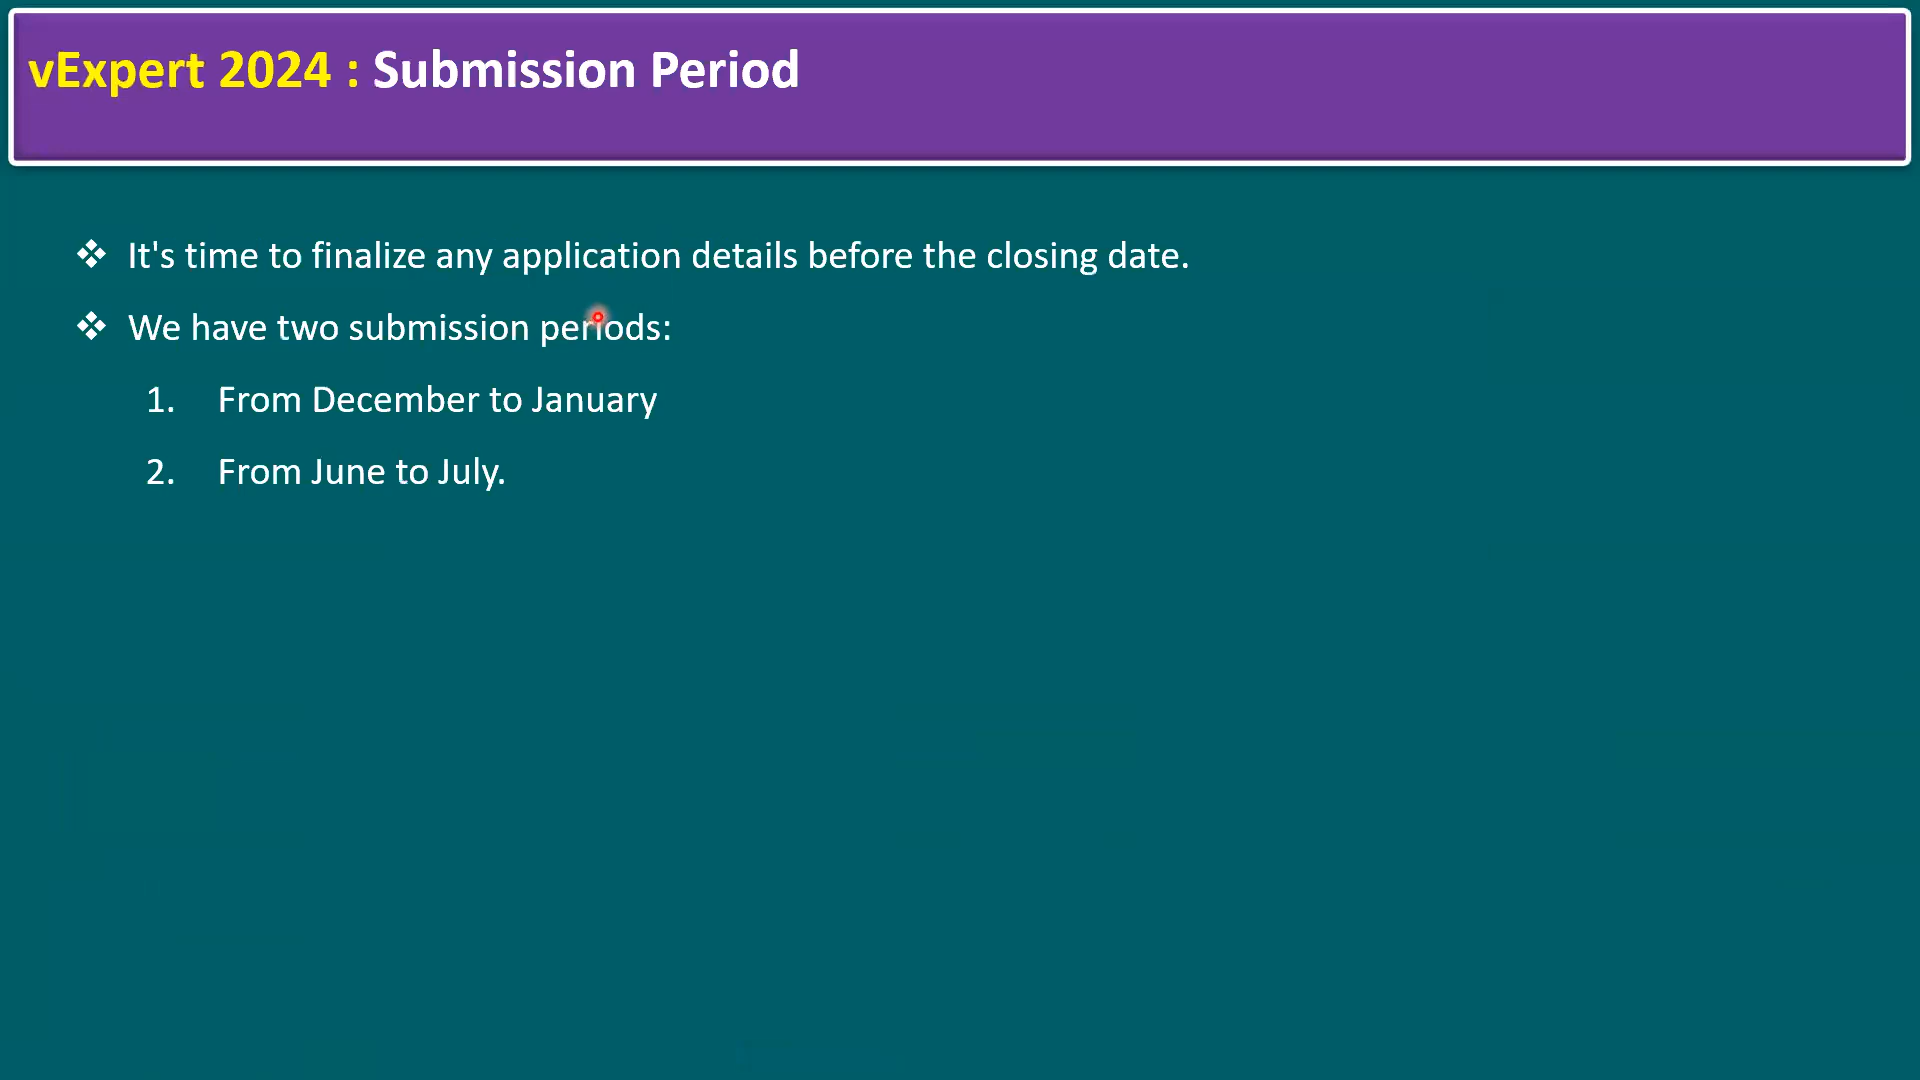 vExpert 2024 : Submission Period
❖ It's time to finalize any application details before the closing date.
❖ We have two submission periods:
1. From December to January
2. From June to July.